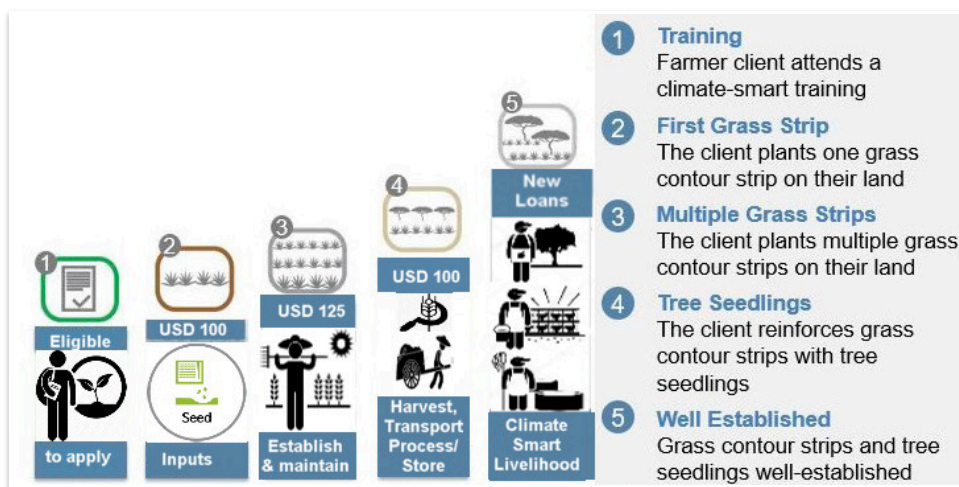 1
Eligible
to apply
2
USD 100
Seed
Inputs
3
USD 125
Establish
& maintain
4
USD 100
Harvest,
Transport
Process/
Store
5
New
Loans
Climate
Smart
Livelihood
1 Training
Farmer client attends a
climate-smart training
2 First Grass Strip
The client plants one grass
contour strip on their land
3 Multiple Grass Strips
The client plants multiple grass
contour strips on their land
4 Tree Seedlings
The client reinforces grass
contour strips with tree
seedlings
5 Well Established
Grass contour strips and tree
seedlings well-established